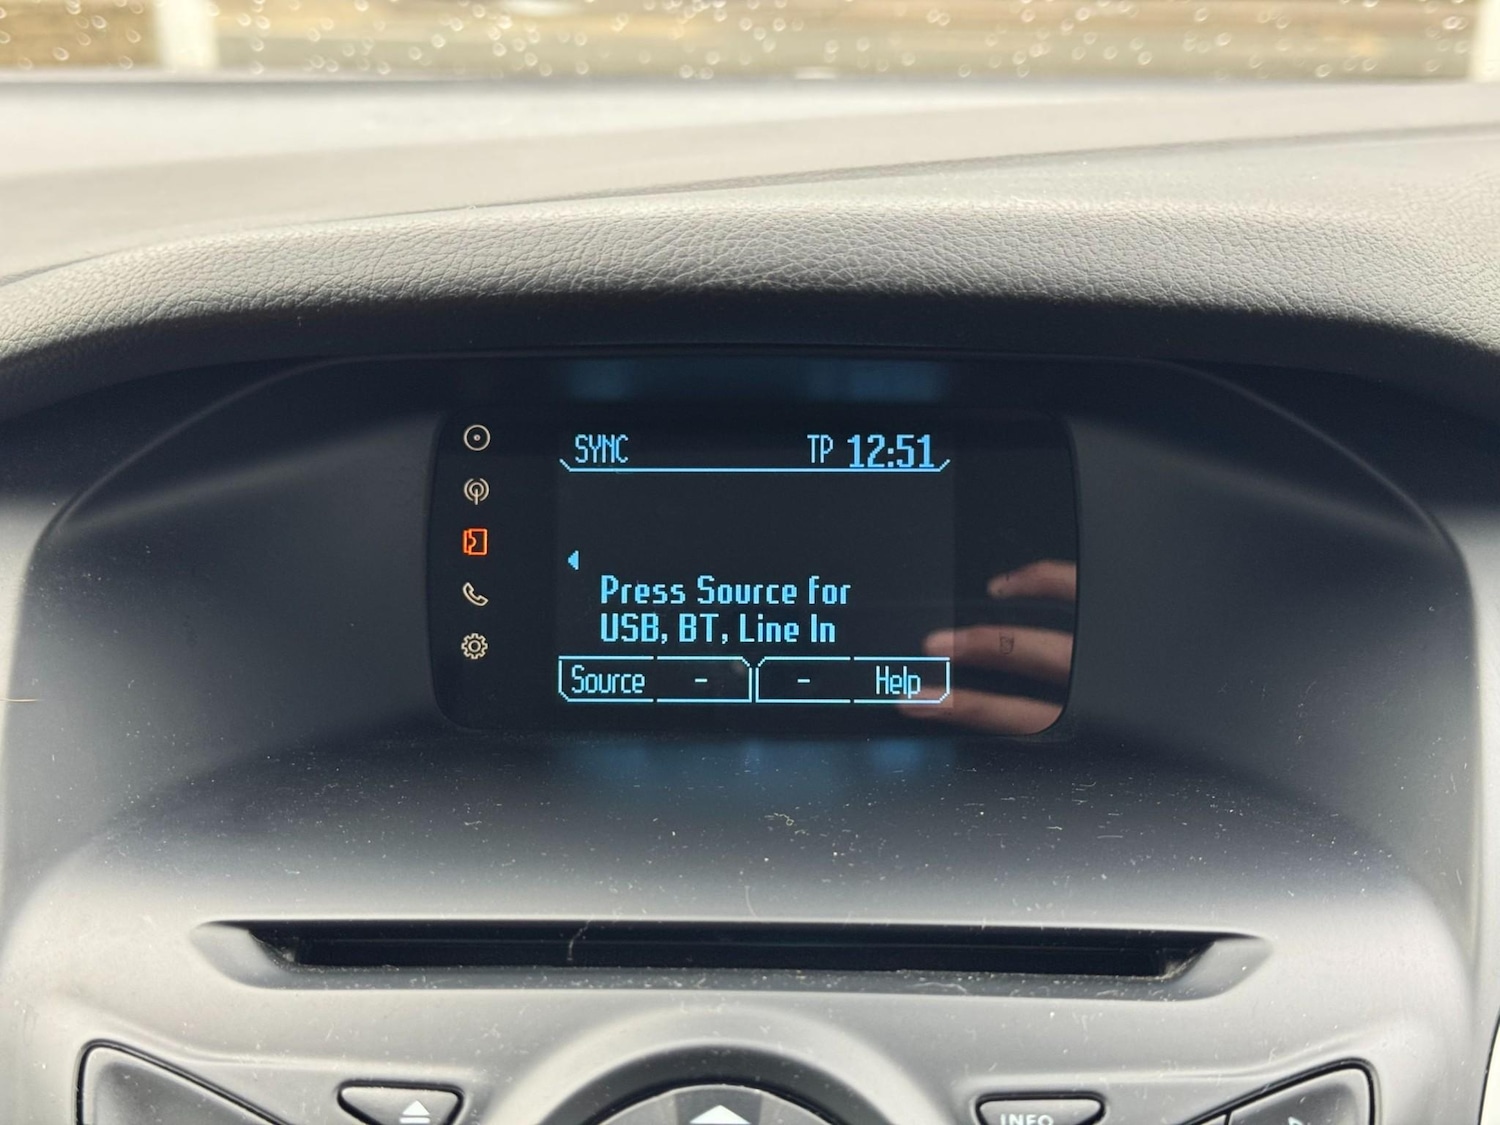 SYNC TP 12:51
Press Source for
USB, BT, Line In
Source - - Help
INFO